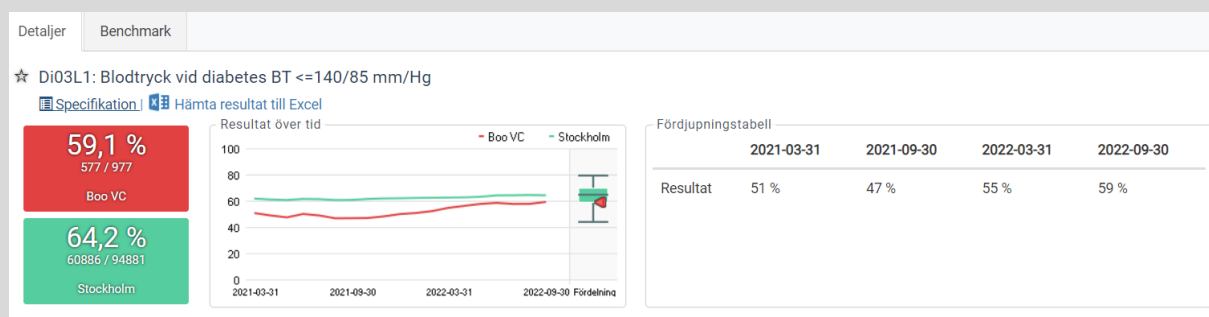 Detaljer Benchmark
☆ Di03L1: Blodtryck vid diabetes BT <=140/85 mm/Hg
Specifikation | Hämta resultat till Excel
59,1 %
577 / 977
Boo VC
64,2 %
60886 / 94881
Stockholm
Resultat över tid
- Boo VC - Stockholm
100
80
60
40
20
0
2021-03-31 2021-09-30 2022-03-31 2022-09-30 Fördelning
Fördjupningstabell
2021-03-31 2021-09-30 2022-03-31 2022-09-30
Resultat 51 % 47 % 55 % 59 %